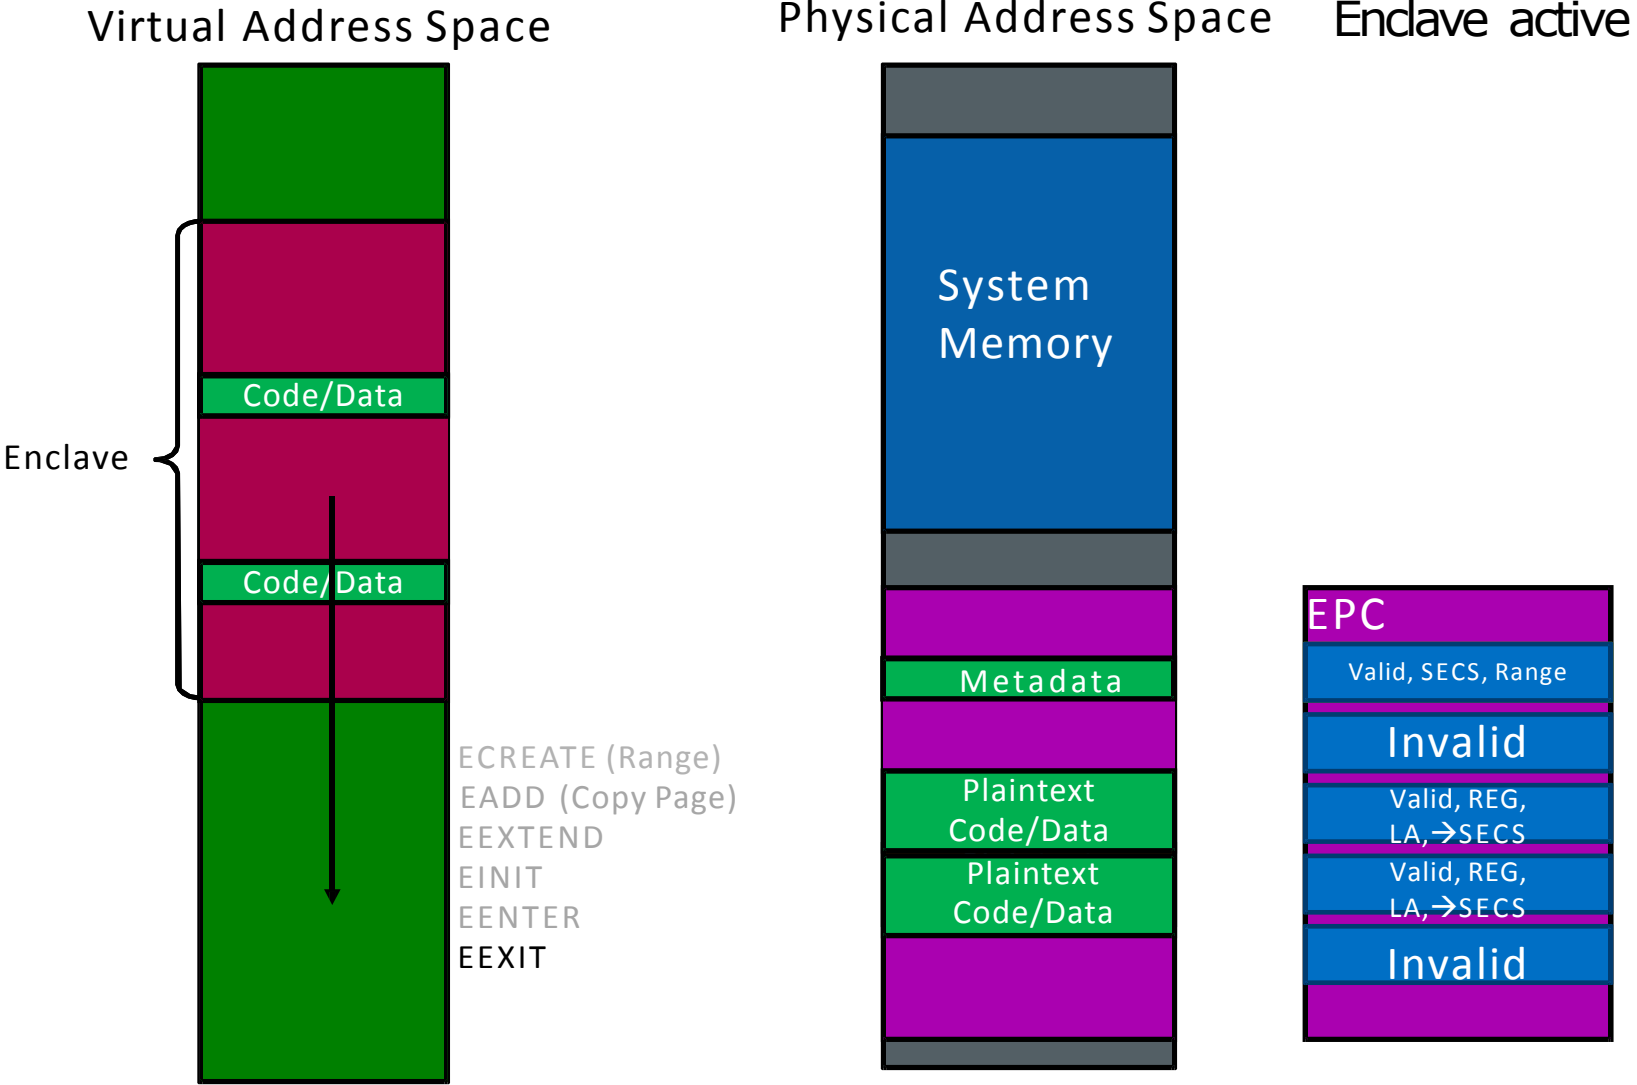 Virtual Address Space
Physical Address Space
Enclave active
Code/Data
Enclave
Code/Data
ECREATE (Range)
EADD (Copy Page)
EEXTEND
EINIT
EENTER
EEXIT
System
Memory
Metadata
Plaintext
Code/Data
Plaintext
Code/Data
EPC
Valid, SECS, Range
Invalid
Valid, REG,
LA,→SECS
Valid, REG,
LA,→SECS
Invalid